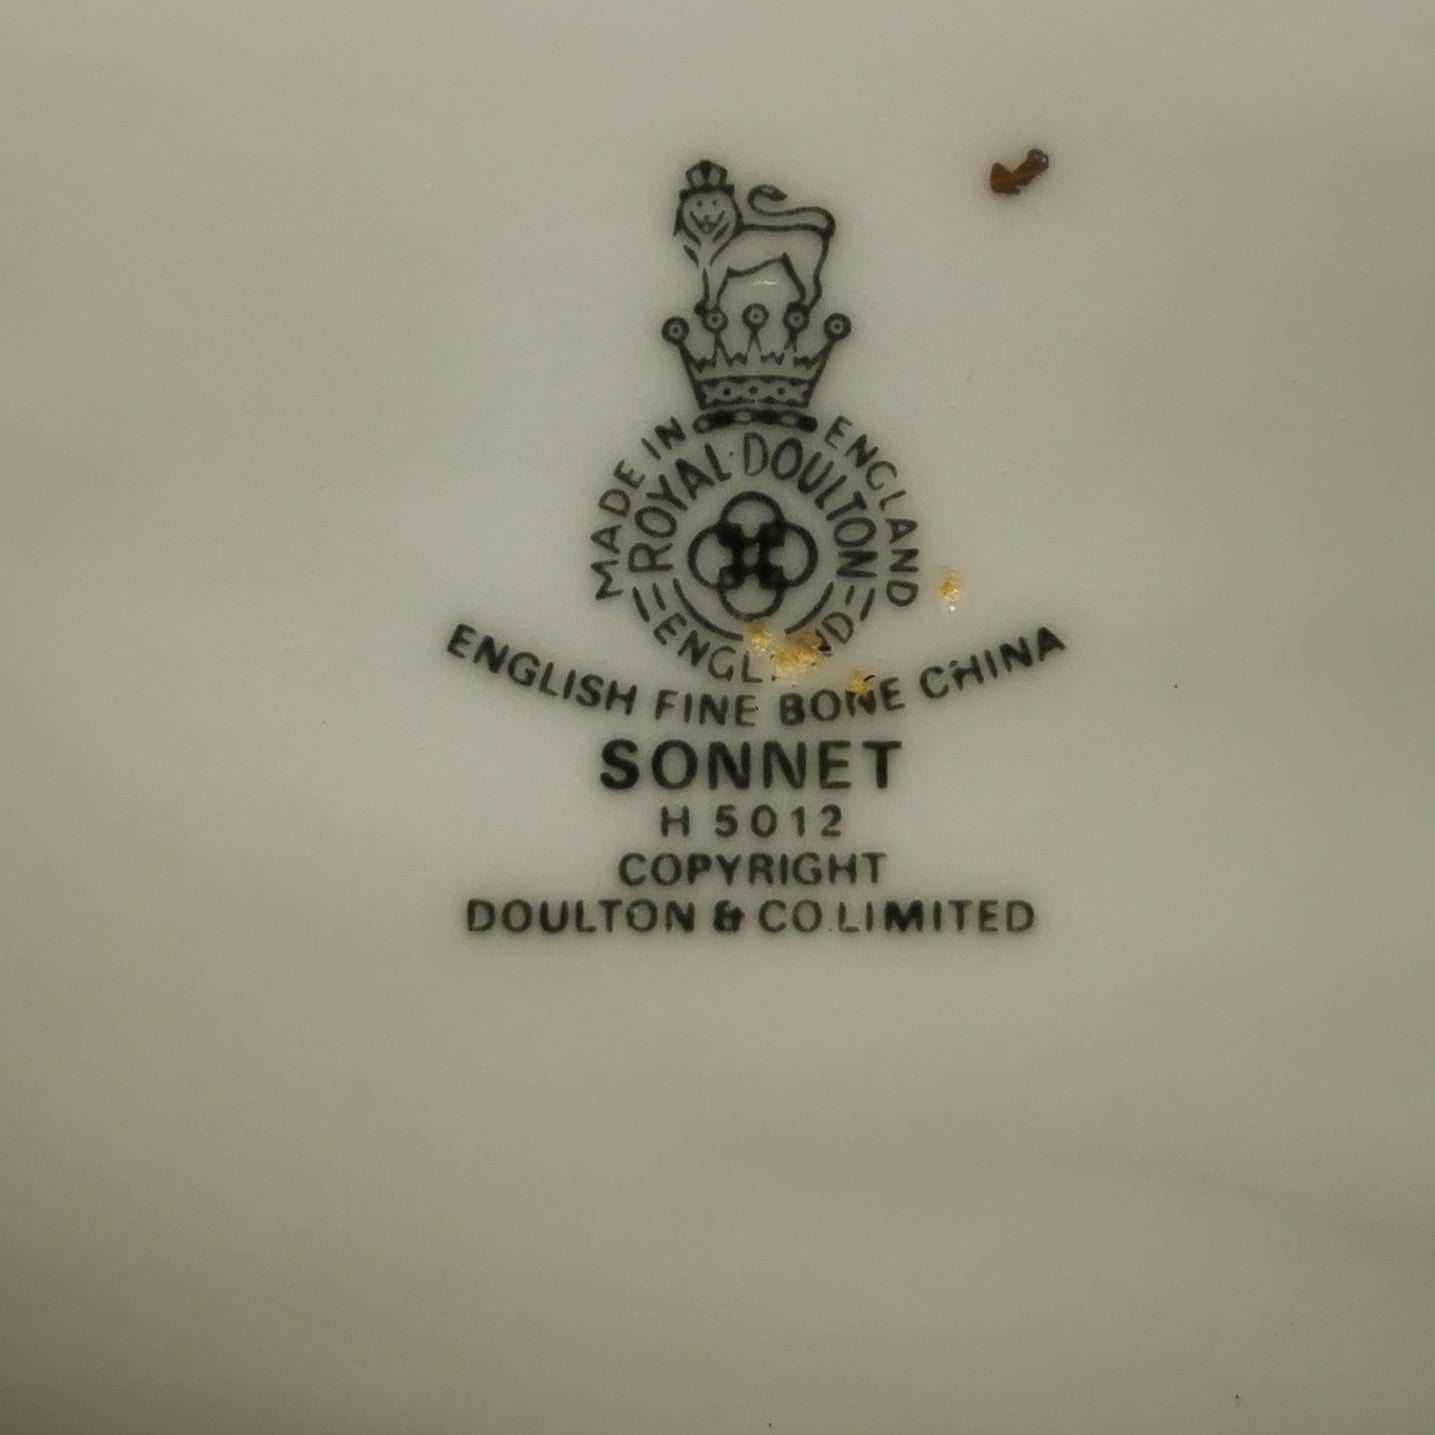 MADE IN ENGLAND
ROYAL·DOULTON
ENGLAND
ENGLISH FINE BONE CHINA
SONNET
H 5012
COPYRIGHT
DOULTON & CO.LIMITED